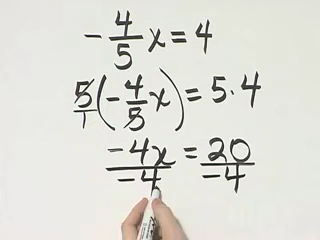 -4/5 x = 4
5/1 (-4/5 x) = 5·4
-4x/-4 = 20/-4